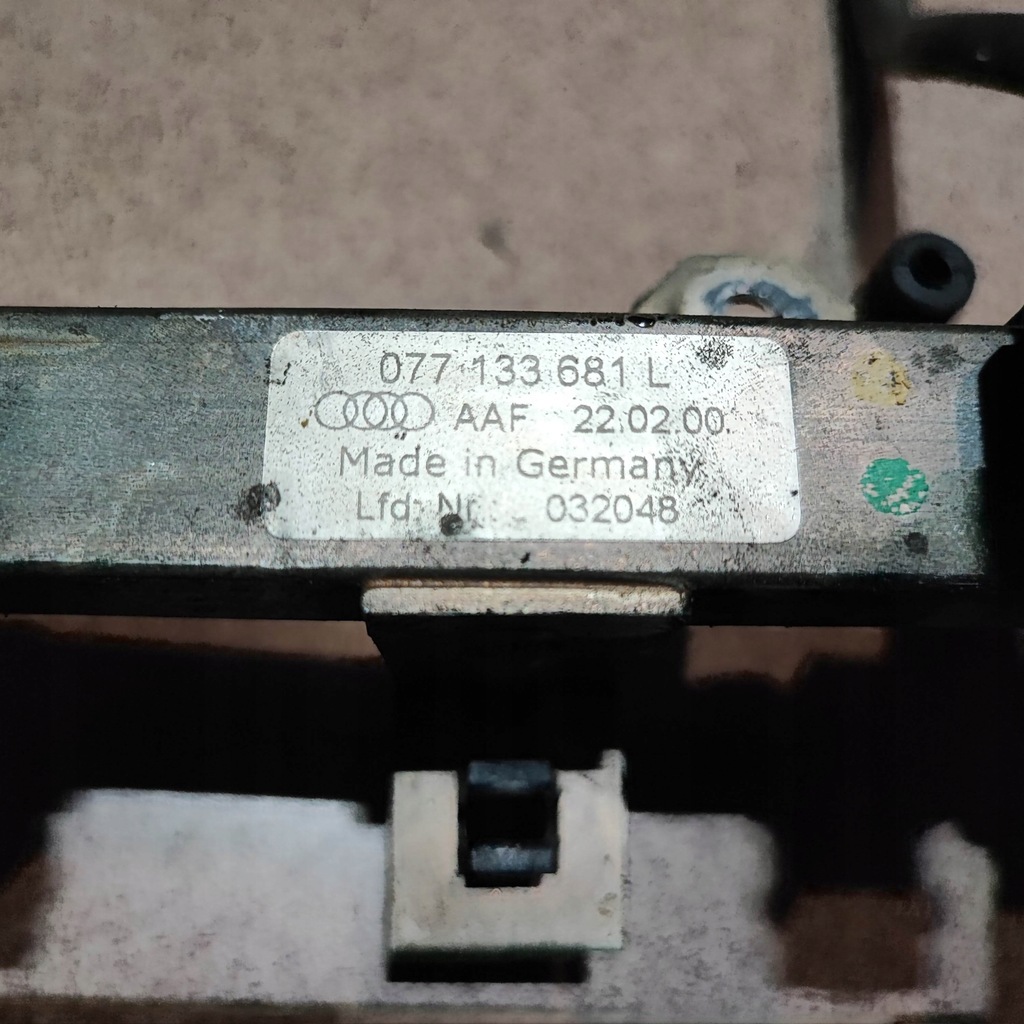 077 133 681 L
AAF 22.02.00.
Made in Germany
Lfd. Nr. 032048